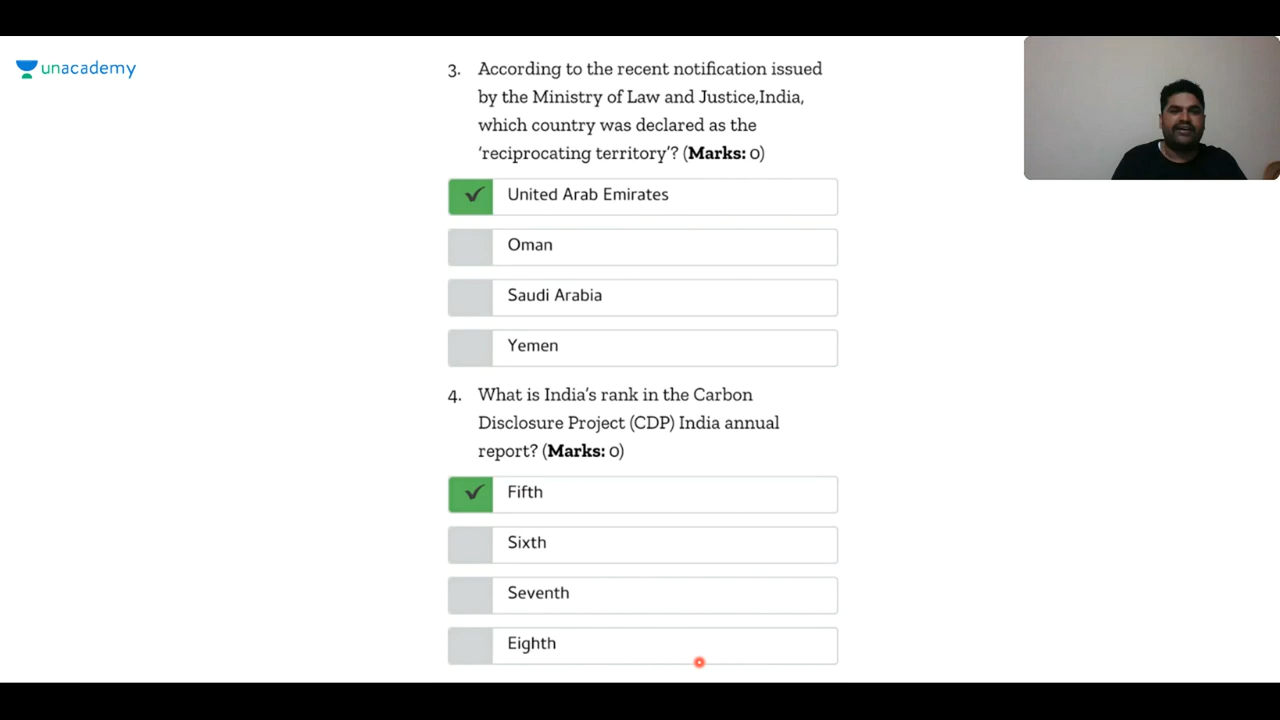 unacademy
3. According to the recent notification issued
by the Ministry of Law and Justice,India,
which country was declared as the
‘reciprocating territory’? (Marks: 0)
United Arab Emirates
Oman
Saudi Arabia
Yemen
4. What is India’s rank in the Carbon
Disclosure Project (CDP) India annual
report? (Marks: 0)
Fifth
Sixth
Seventh
Eighth